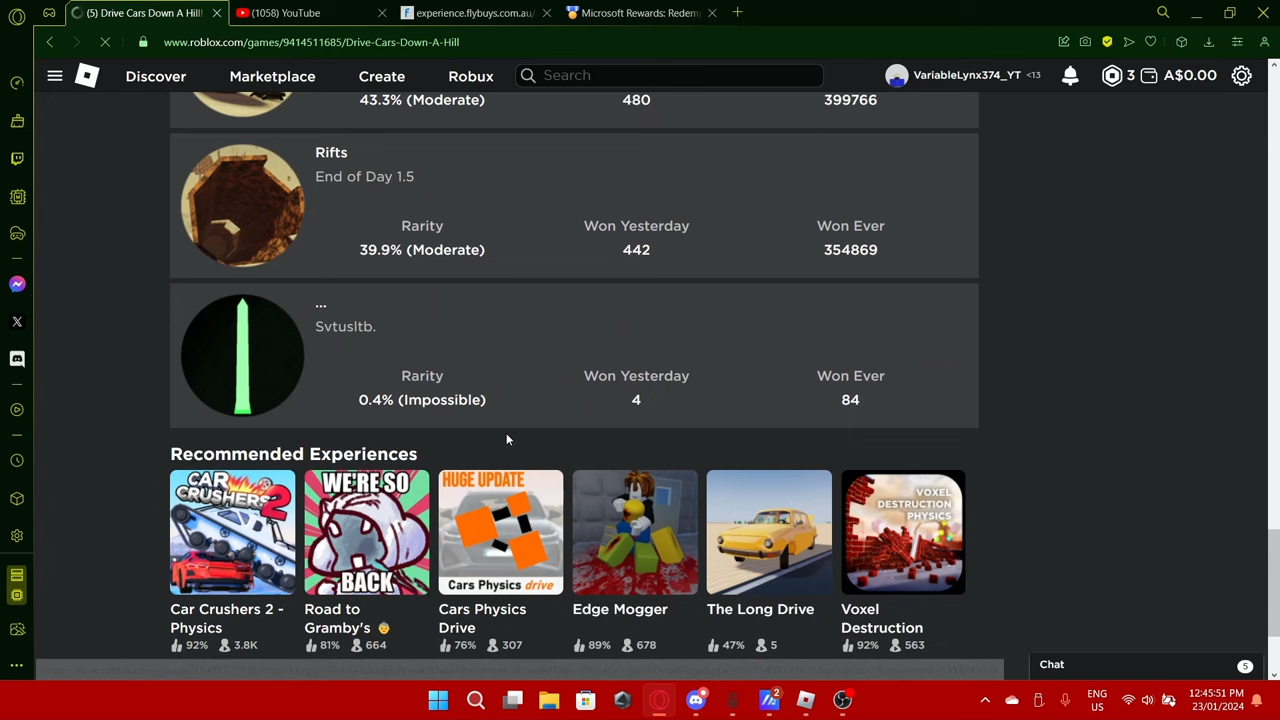 (5) Drive Cars Down A Hill!
(1058) YouTube
experience.flybuys.com.au/
Microsoft Rewards: Redem
www.roblox.com/games/9414511685/Drive-Cars-Down-A-Hill
Discover
Marketplace
Create
Robux
Search
VariableLynx374_YT <13
3
A$0.00
43.3% (Moderate)
480
399766
Rifts
End of Day 1.5
Rarity
Won Yesterday
Won Ever
39.9% (Moderate)
442
354869
...
Svtusltb.
Rarity
Won Yesterday
Won Ever
0.4% (Impossible)
4
84
Recommended Experiences
CAR CRUSHERS 2
WE'RE SO BACK
HUGE UPDATE
Cars Physics drive
VOXEL DESTRUCTION PHYSICS
Car Crushers 2 - Physics
Road to Gramby's 👵
Cars Physics Drive
Edge Mogger
The Long Drive
Voxel Destruction
92% 3.8K
81% 664
76% 307
89% 678
47% 5
92% 563
Chat
5
2
ENG
US
12:45:51 PM
23/01/2024